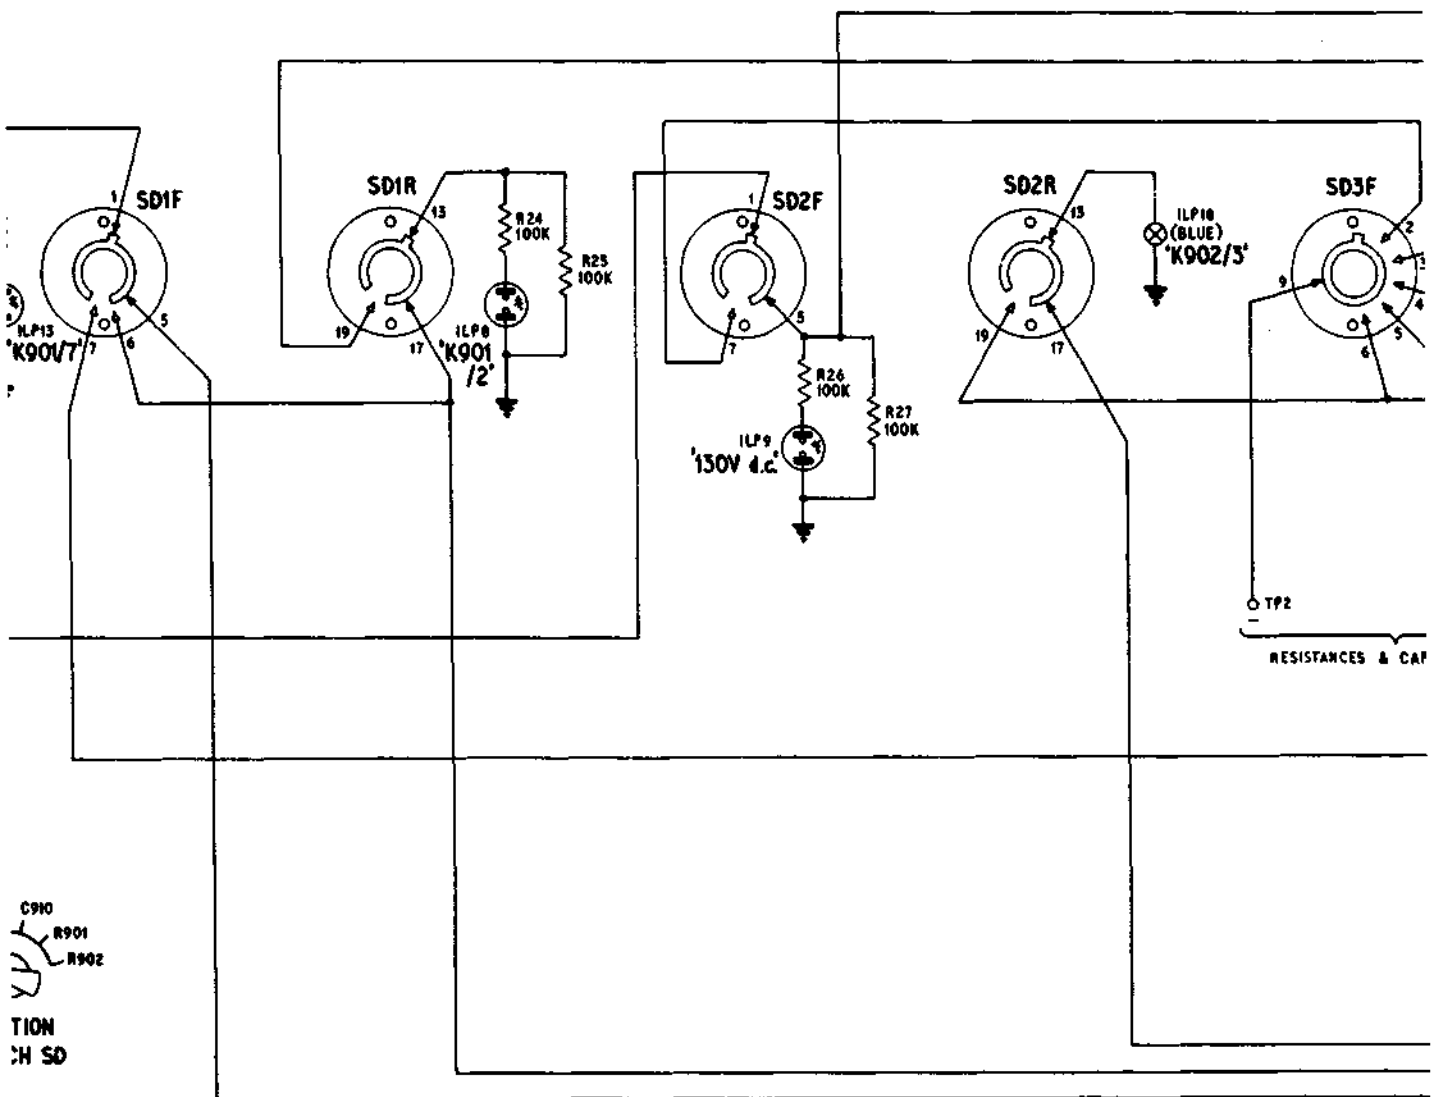 1
SD1F
5
6
7
ILP13
'K901/7'
SD1R
13
19
17
R24
100K
R25
100K
ILP8
'K901
/2'
1
SD2F
5
7
R26
100K
R27
100K
ILP9
'130V d.c.'
SD2R
13
19
17
ILP18
(BLUE)
'K902/3'
SD3F
2
9
4
5
6
TP2
−
RESISTANCES &
C910
R901
R902
TION
CH SD